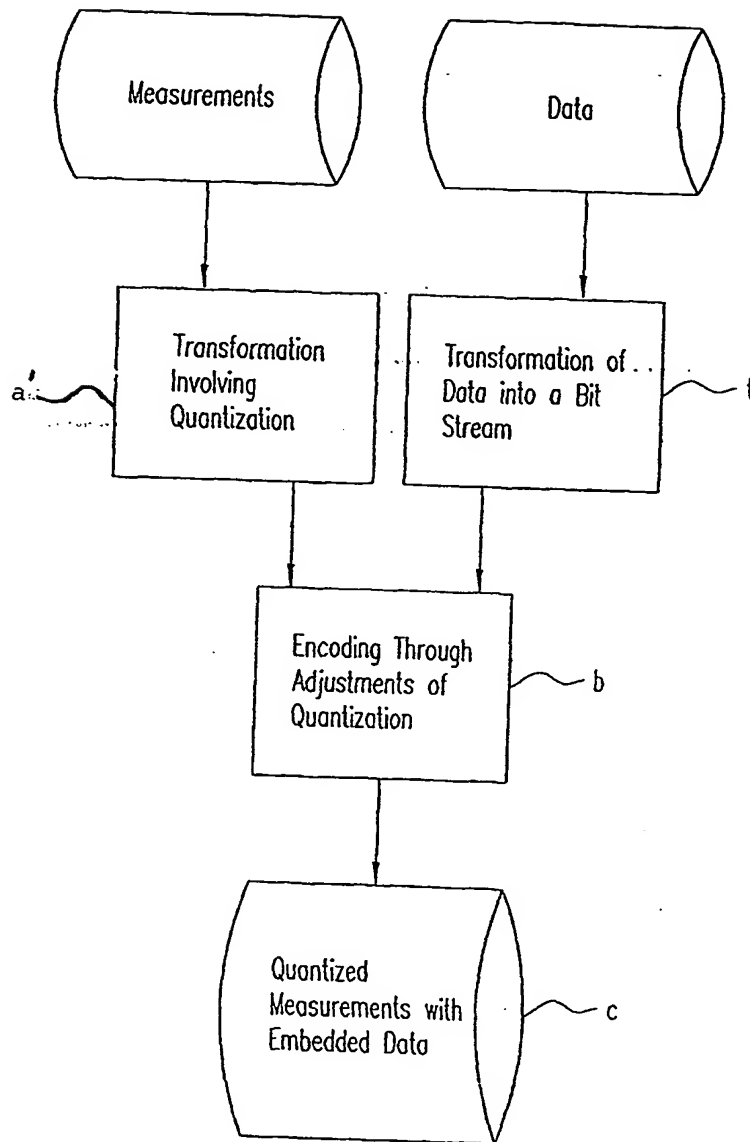 Measurements
Data
Transformation
Involving
Quantization
a'
Transformation of
Data into a Bit
Stream
Encoding Through
Adjustments of
Quantization
b
Quantized
Measurements with
Embedded Data
c